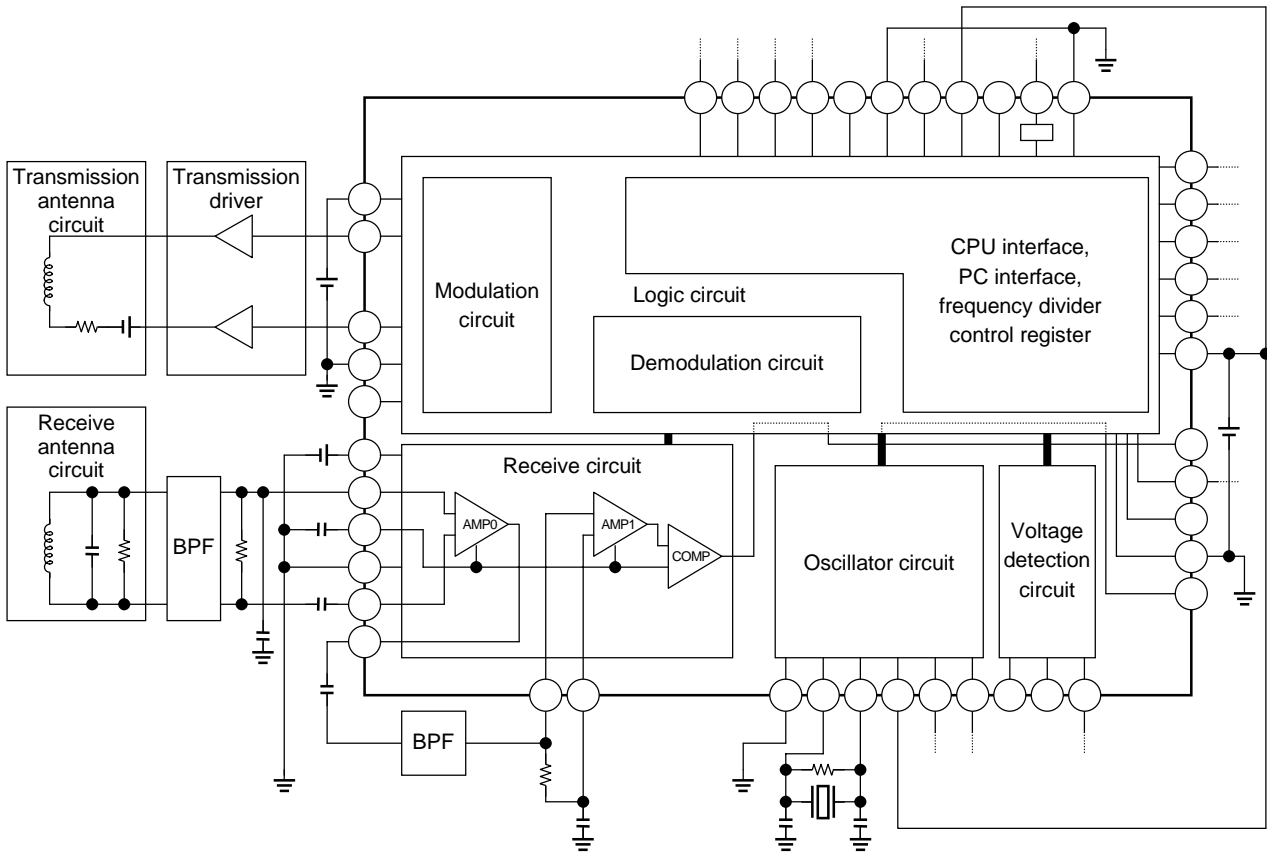 Transmission
antenna
circuit
Transmission
driver
Modulation
circuit
Logic circuit
CPU interface,
PC interface,
frequency divider
control register
Demodulation circuit
Receive
antenna
circuit
BPF
Receive circuit
AMP0
AMP1
COMP
Oscillator circuit
Voltage
detection
circuit
BPF